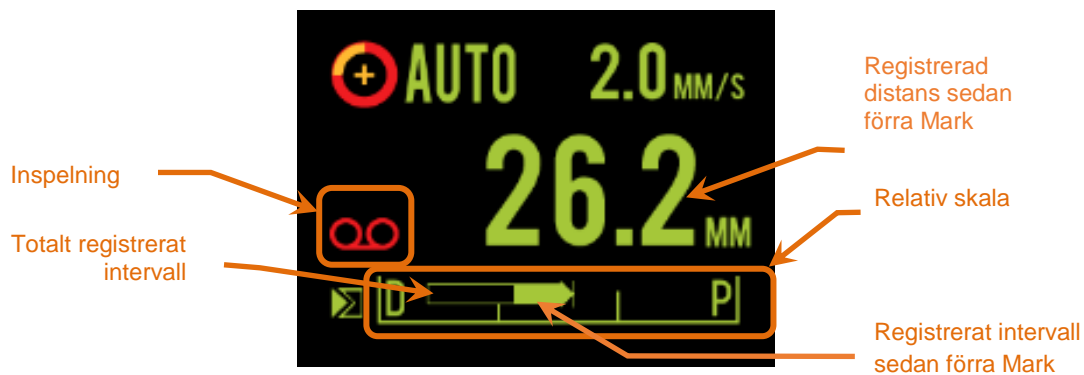 AUTO 2.0 MM/S
Registrerad
distans sedan
förra Mark
26.2 MM
Inspelning
Relativ skala
Totalt registrerat
intervall
Σ D P
Registrerat intervall
sedan förra Mark